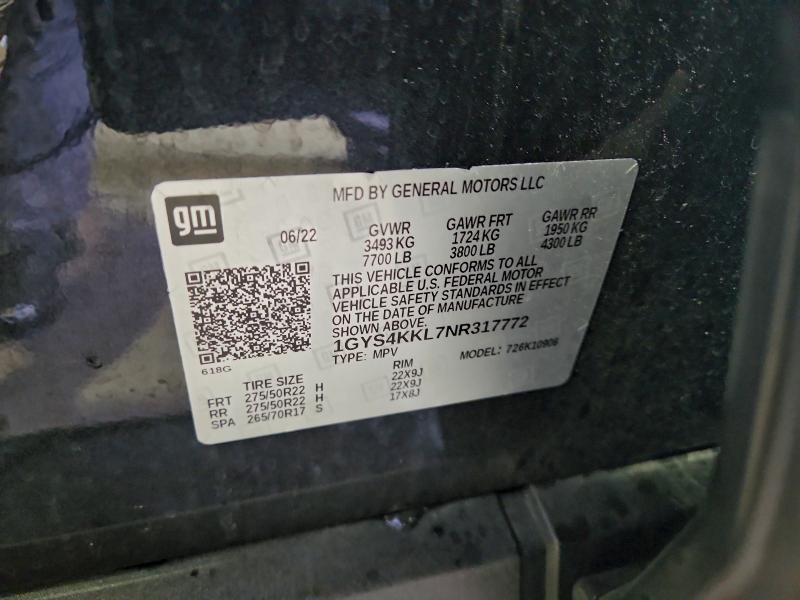 MFD BY GENERAL MOTORS LLC
gm
06/22
GVWR GAWR FRT GAWR RR
3493 KG 1724 KG 1950 KG
7700 LB 3800 LB 4300 LB
THIS VEHICLE CONFORMS TO ALL
APPLICABLE U.S. FEDERAL MOTOR
VEHICLE SAFETY STANDARDS IN EFFECT
ON THE DATE OF MANUFACTURE
SHOWN ABOVE.
1GYS4KKL7NR317772
TYPE: MPV MODEL: 726K10906
618G
TIRE SIZE RIM
FRT 275/50R22 H 22X9J
RR 275/50R22 H 22X9J
SPA 265/70R17 S 17X8J